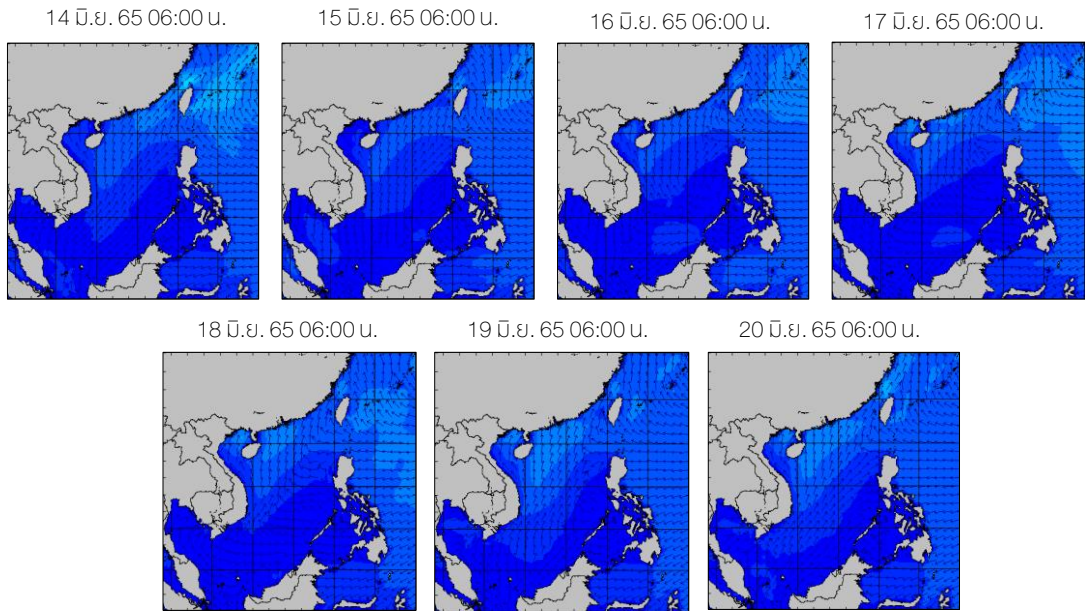 14 มิ.ย. 65 06:00 น.
15 มิ.ย. 65 06:00 น.
16 มิ.ย. 65 06:00 น.
17 มิ.ย. 65 06:00 น.
18 มิ.ย. 65 06:00 น.
19 มิ.ย. 65 06:00 น.
20 มิ.ย. 65 06:00 น.